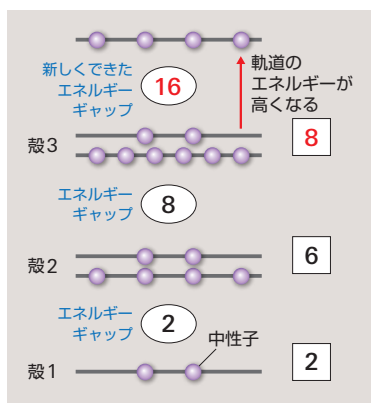 新しくできた
エネルギー
ギャップ
16
軌道の
エネルギーが
高くなる
殻3
8
エネルギー
ギャップ
8
殻2
6
エネルギー
ギャップ
2
中性子
殻1
2